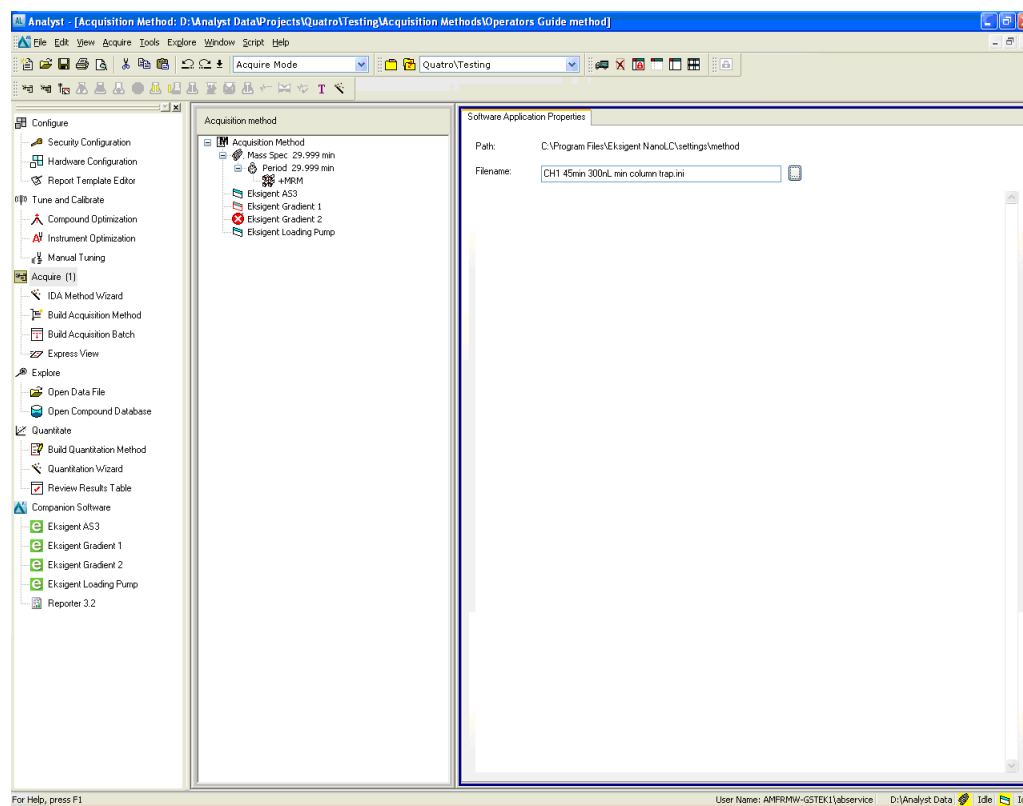 Analyst - [Acquisition Method: D:\Analyst Data\Projects\Quatro\Testing\Acquisition Methods\Operators Guide method]
File Edit View Acquire Tools Explore Window Script Help
Acquire Mode
Quatro\Testing
Configure
Security Configuration
Hardware Configuration
Report Template Editor
Tune and Calibrate
Compound Optimization
Instrument Optimization
Manual Tuning
Acquire (1)
IDA Method Wizard
Build Acquisition Method
Build Acquisition Batch
Express View
Explore
Open Data File
Open Compound Database
Quantitate
Build Quantitation Method
Quantitation Wizard
Review Results Table
Companion Software
Eksigent AS3
Eksigent Gradient 1
Eksigent Gradient 2
Eksigent Loading Pump
Reporter 3.2
Acquisition method
Acquisition Method
Mass Spec 29.999 min
Period 29.999 min
+MRM
Eksigent AS3
Eksigent Gradient 1
Eksigent Gradient 2
Eksigent Loading Pump
Software Application Properties
Path: C:\Program Files\Eksigent NanoLC\settings\method
Filename: CH1 45min 300nL min column trap.ini
...
For Help, press F1
User Name: AMFRMW-GSTEK1\abservice D:\Analyst Data Idle